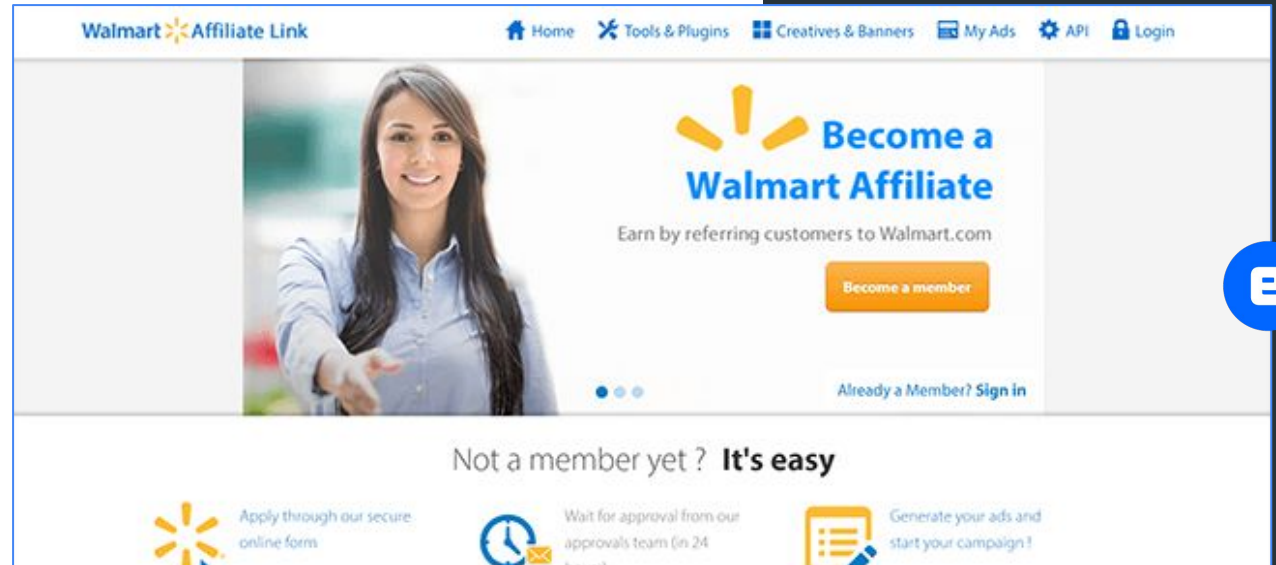 Walmart Affiliate Link
Home Tools & Plugins Creatives & Banners My Ads API Login
Become a
Walmart Affiliate
Earn by referring customers to Walmart.com
Become a member
Already a Member? Sign in
Not a member yet ? It's easy
Apply through our secure
online form
Wait for approval from our
approvals team (in 24
Generate your ads and
start your campaign !